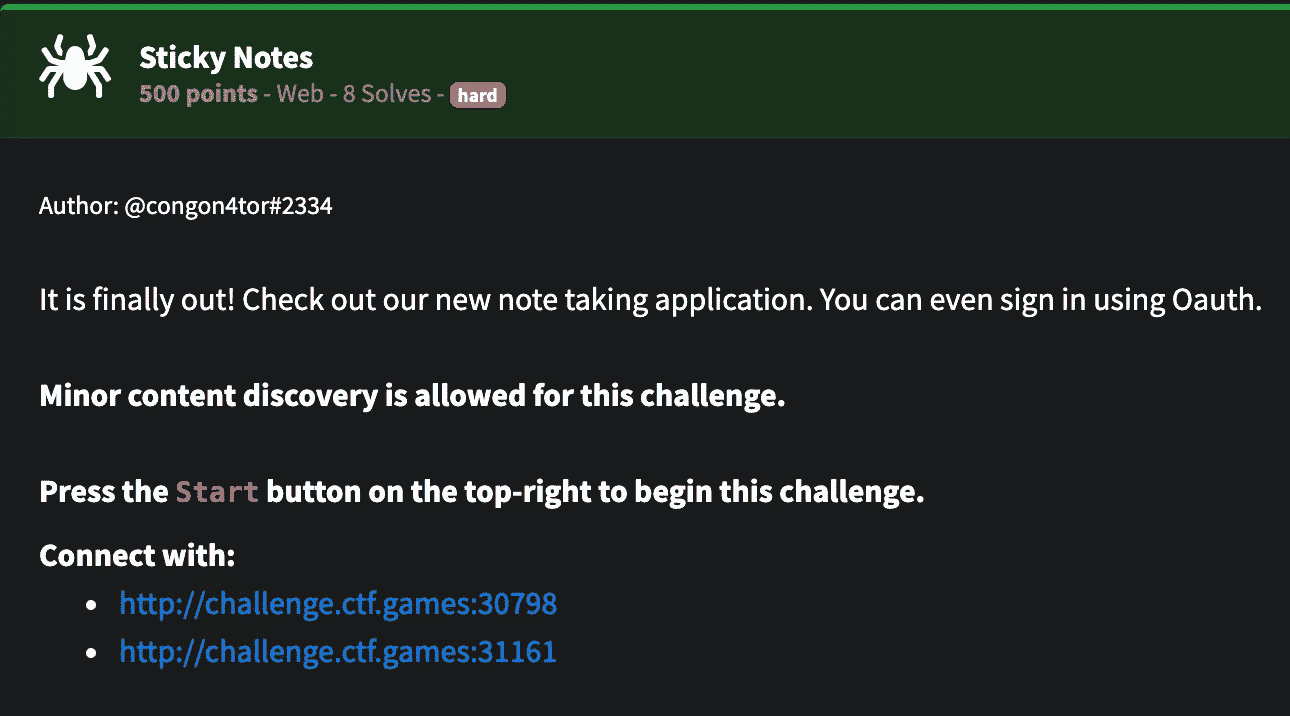 Sticky Notes
500 points - Web - 8 Solves - hard
Author: @congon4tor#2334
It is finally out! Check out our new note taking application. You can even sign in using Oauth.
Minor content discovery is allowed for this challenge.
Press the Start button on the top-right to begin this challenge.
Connect with:
http://challenge.ctf.games:30798
http://challenge.ctf.games:31161